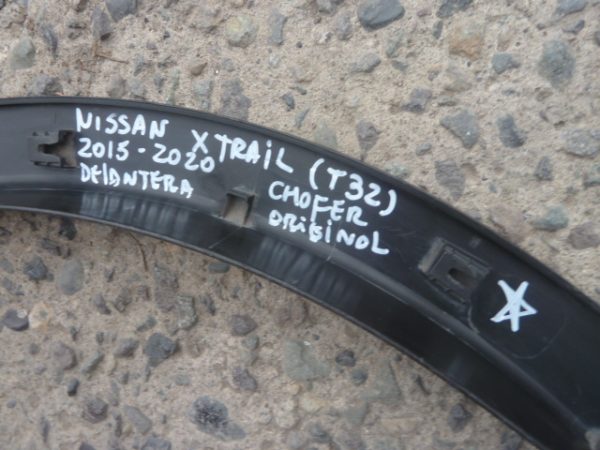 NISSAN XTRAIL (T32)
2015-2020 CHOFER
DElANTERA ORIGINOL